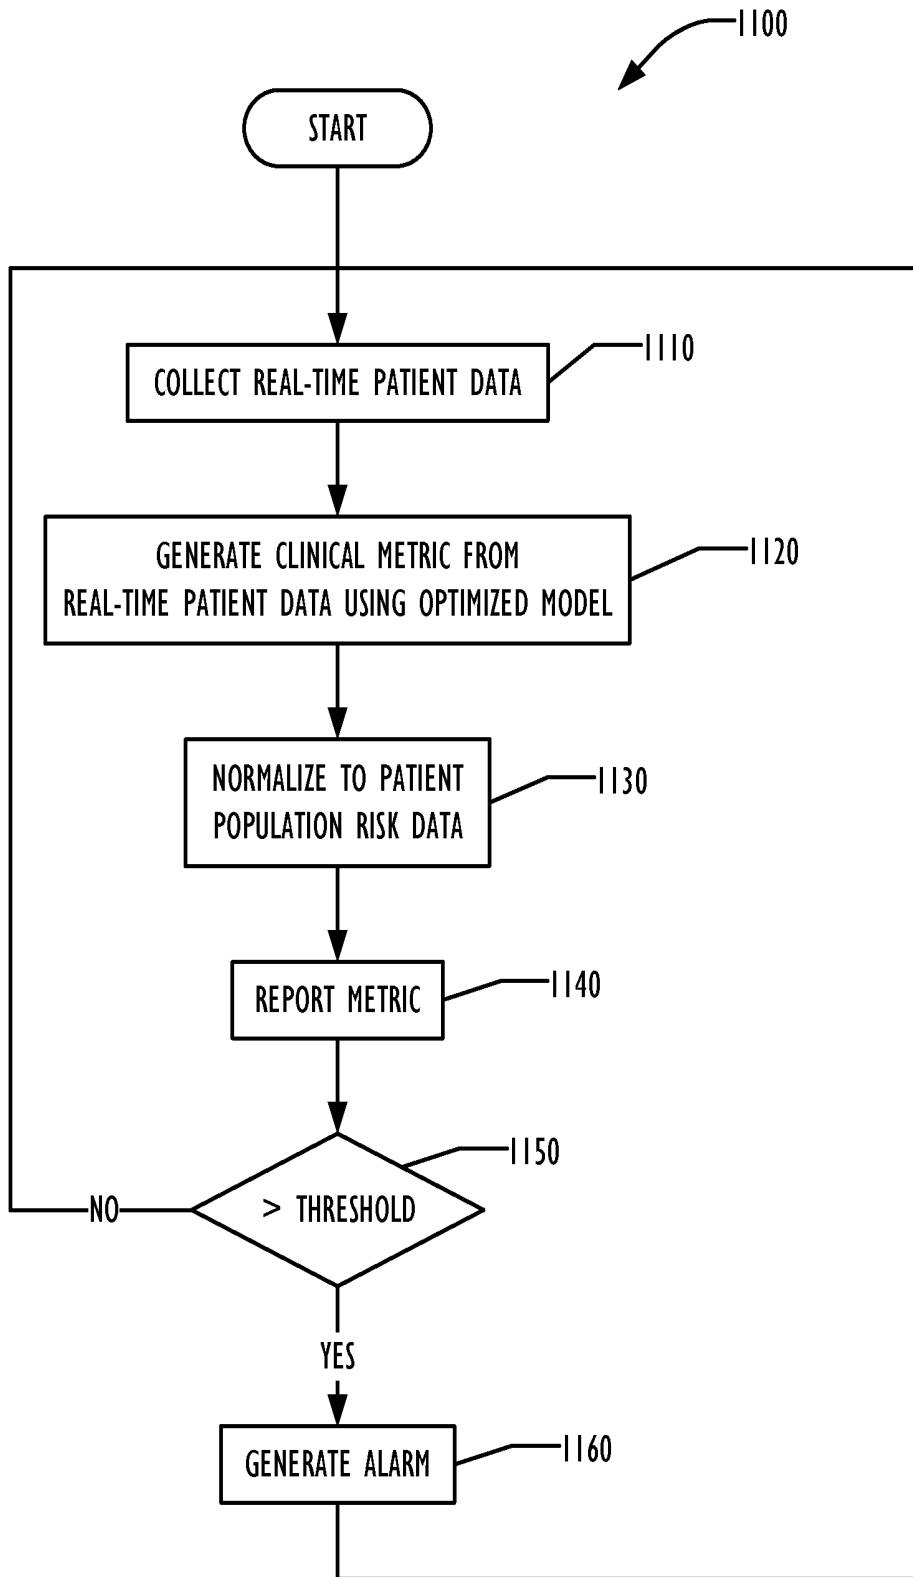 1100
START
COLLECT REAL-TIME PATIENT DATA
1110
GENERATE CLINICAL METRIC FROM
REAL-TIME PATIENT DATA USING OPTIMIZED MODEL
1120
NORMALIZE TO PATIENT
POPULATION RISK DATA
1130
REPORT METRIC
1140
> THRESHOLD
1150
NO
YES
GENERATE ALARM
1160